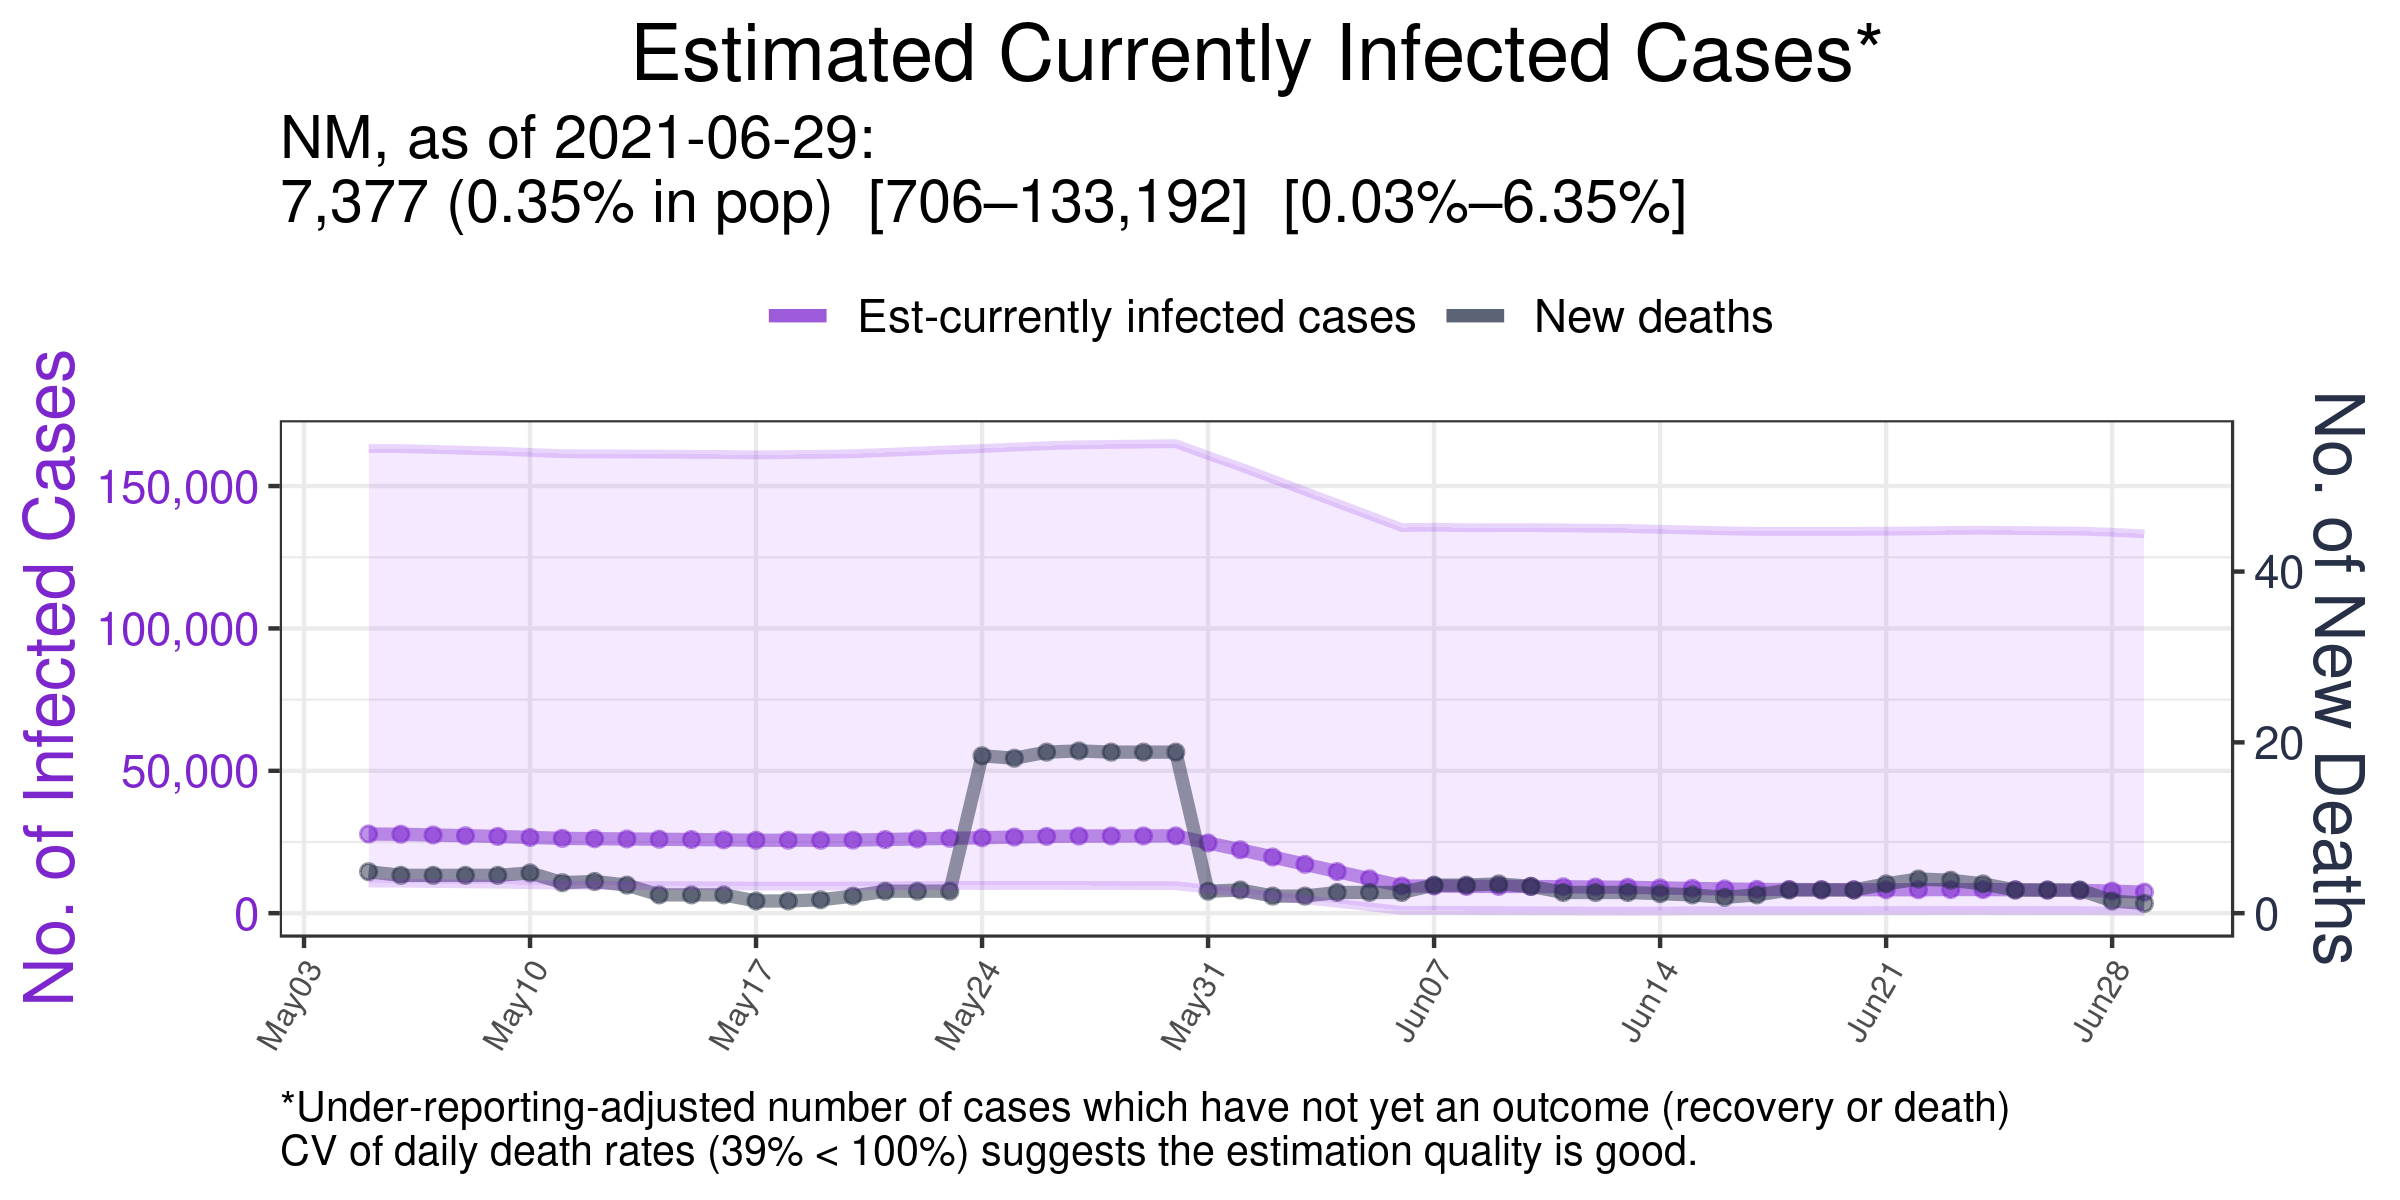 Estimated Currently Infected Cases*
NM, as of 2021-06-29:
7,377 (0.35% in pop)  [706–133,192]  [0.03%–6.35%]
Est-currently infected cases
New deaths
No. of Infected Cases
150,000
100,000
50,000
0
40
20
0
No. of New Deaths
May03
May10
May17
May24
May31
Jun07
Jun14
Jun21
Jun28
*Under-reporting-adjusted number of cases which have not yet an outcome (recovery or death)
CV of daily death rates (39% < 100%) suggests the estimation quality is good.